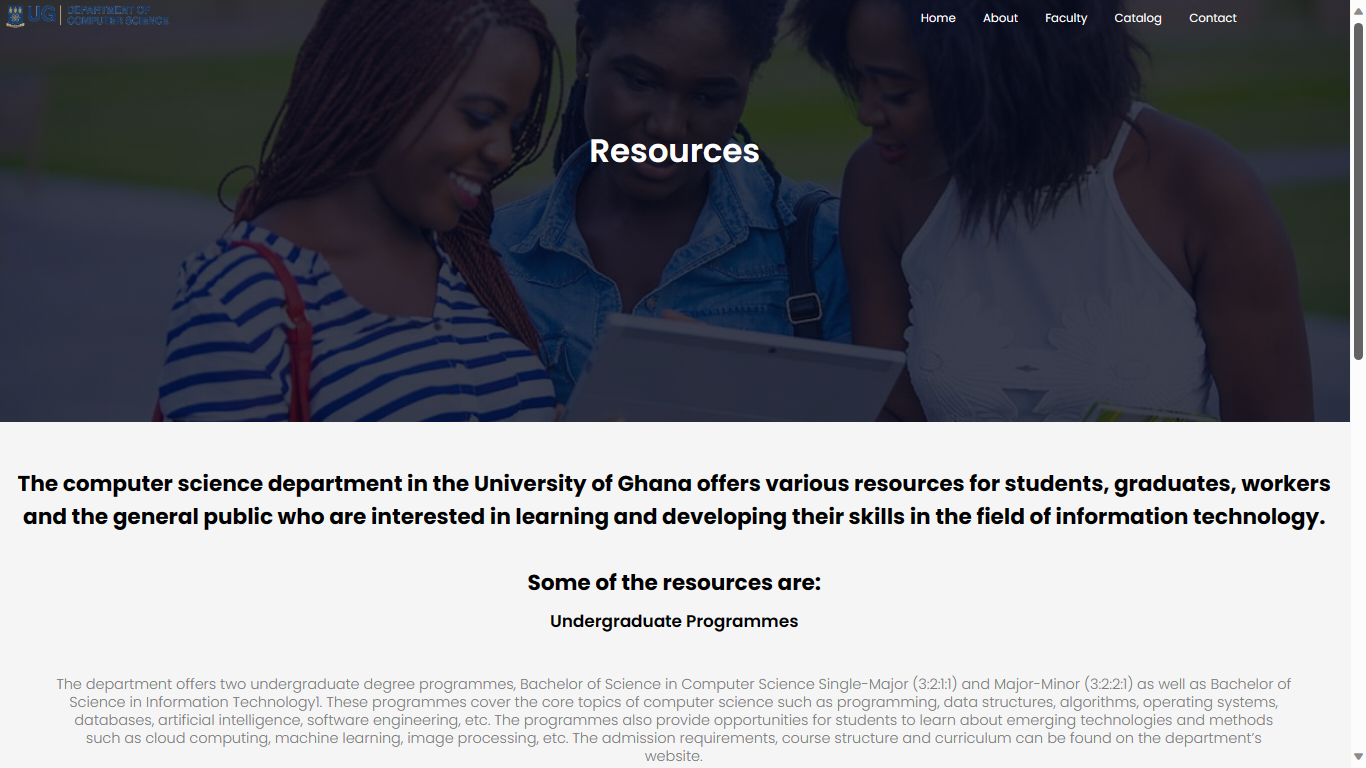 UG
DEPARTMENT OF
COMPUTER SCIENCE
Home About Faculty Catalog Contact
Resources
The computer science department in the University of Ghana offers various resources for students, graduates, workers
and the general public who are interested in learning and developing their skills in the field of information technology.
Some of the resources are:
Undergraduate Programmes
The department offers two undergraduate degree programmes, Bachelor of Science in Computer Science Single-Major (3:2:1:1) and Major-Minor (3:2:2:1) as well as Bachelor of
Science in Information Technology1. These programmes cover the core topics of computer science such as programming, data structures, algorithms, operating systems,
databases, artificial intelligence, software engineering, etc. The programmes also provide opportunities for students to learn about emerging technologies and methods
such as cloud computing, machine learning, image processing, etc. The admission requirements, course structure and curriculum can be found on the department’s
website.